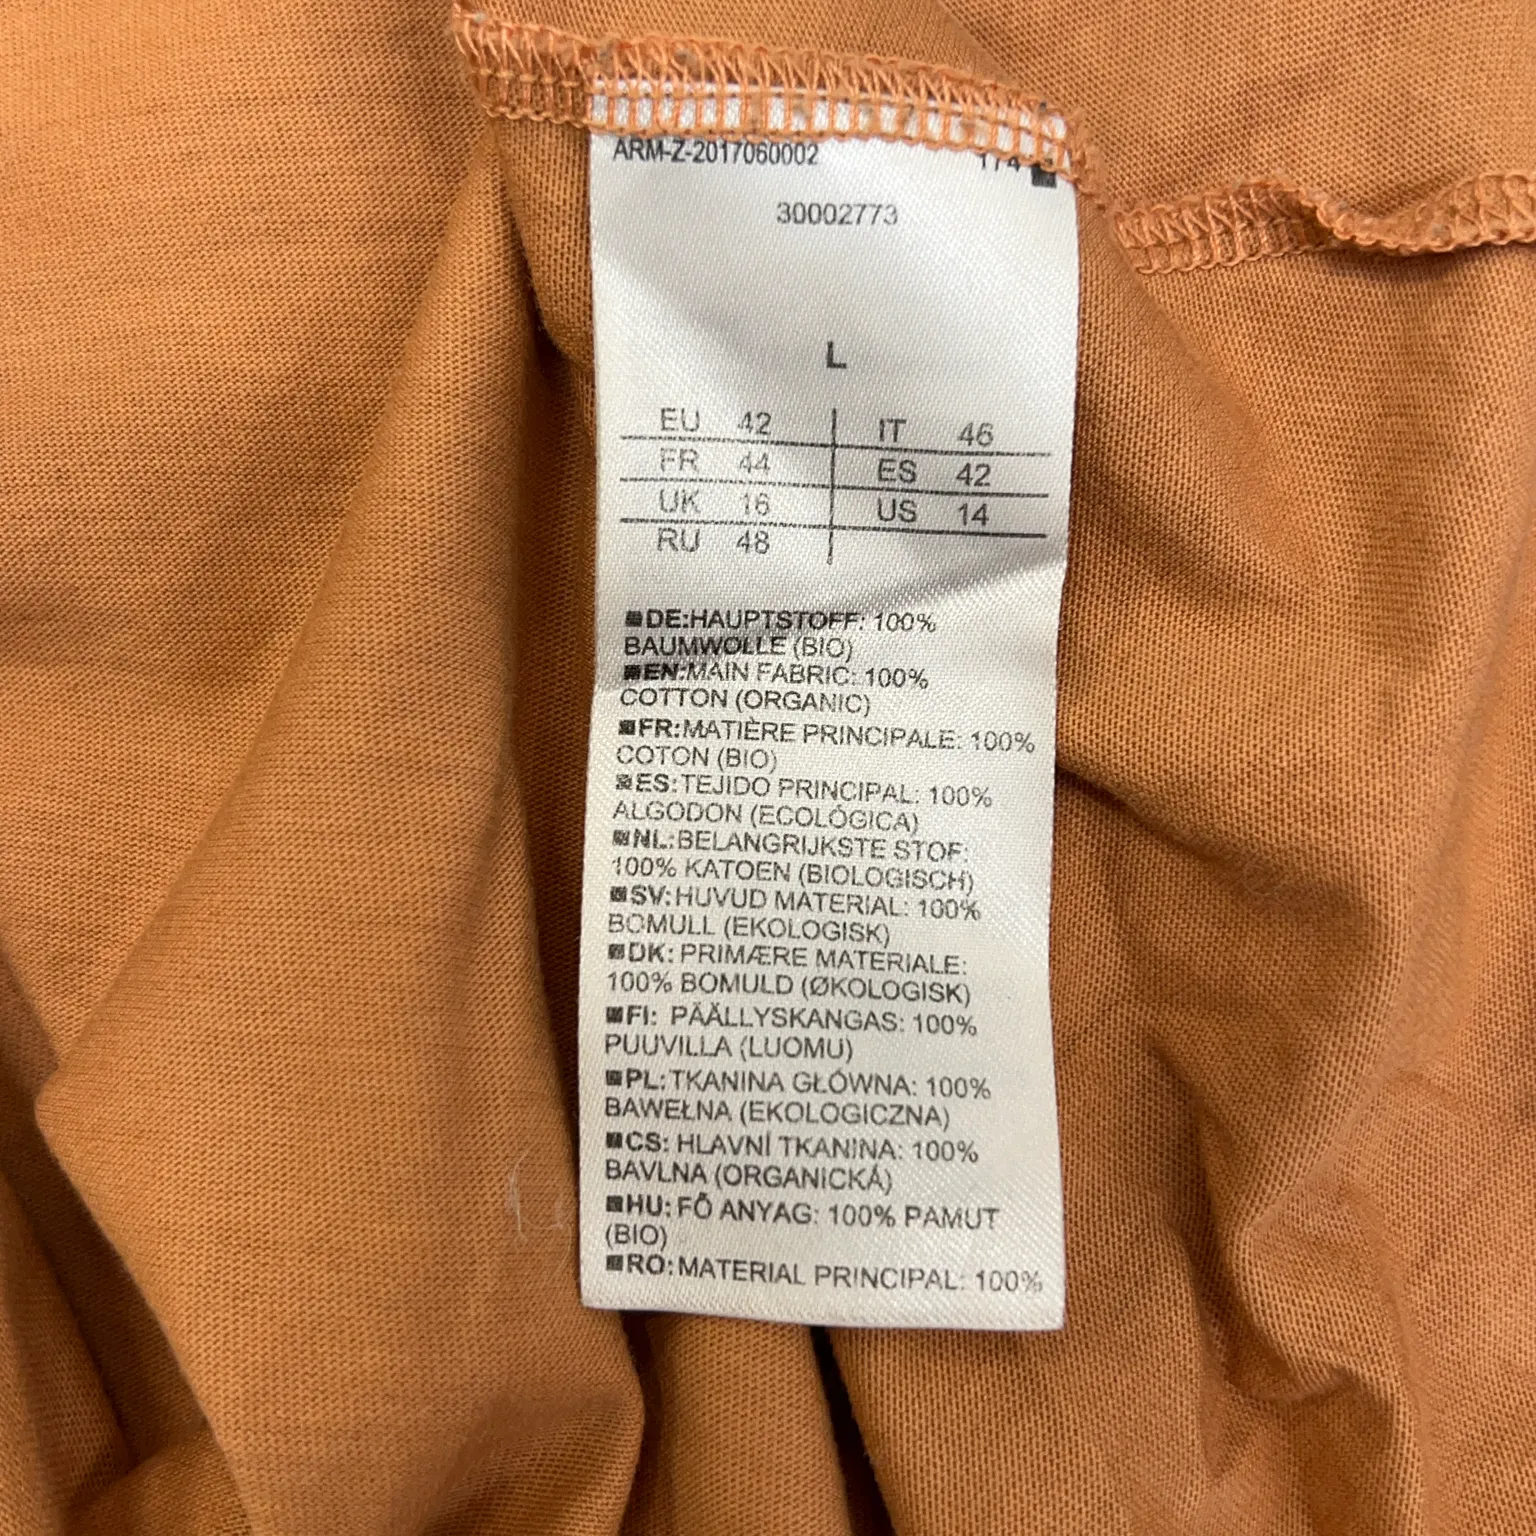 ARM-Z-2017060002 1/4
30002773
L
EU 42 IT 46
FR 44 ES 42
UK 16 US 14
RU 48
DE:HAUPTSTOFF: 100%
BAUMWOLLE (BIO)
EN:MAIN FABRIC: 100%
COTTON (ORGANIC)
FR:MATIÈRE PRINCIPALE: 100%
COTON (BIO)
ES:TEJIDO PRINCIPAL: 100%
ALGODON (ECOLÓGICA)
NL:BELANGRIJKSTE STOF:
100% KATOEN (BIOLOGISCH)
SV:HUVUD MATERIAL: 100%
BOMULL (EKOLOGISK)
DK: PRIMÆRE MATERIALE:
100% BOMULD (ØKOLOGISK)
FI: PÄÄLLYSKANGAS: 100%
PUUVILLA (LUOMU)
PL:TKANINA GŁÓWNA: 100%
BAWEŁNA (EKOLOGICZNA)
CS: HLAVNÍ TKANINA: 100%
BAVLNA (ORGANICKÁ)
HU: FŐ ANYAG: 100% PAMUT
(BIO)
RO:MATERIAL PRINCIPAL: 100%